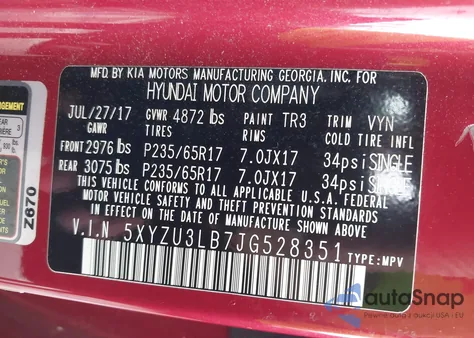 MFD. BY KIA MOTORS MANUFACTURING GEORGIA, INC. FOR
HYUNDAI MOTOR COMPANY
JUL/27/17 GVWR 4872 lbs PAINT TR3 TRIM VYN
GAWR TIRES RIMS COLD TIRE INFL
FRONT 2976 lbs P235/65R17 7.0JX17 34psi SINGLE
REAR 3075 lbs P235/65R17 7.0JX17 34psi SINGLE
THIS VEHICLE CONFORMS TO ALL APPLICABLE U.S.A. FEDERAL
MOTOR VEHICLE SAFETY, BUMPER, AND THEFT PREVENTION
STANDARDS IN EFFECT ON THE DATE OF MANUFACTURE SHOWN ABOVE.
V.I.N 5XYZU3LB7JG528351
TYPE: MPV
Z670
autoSnap